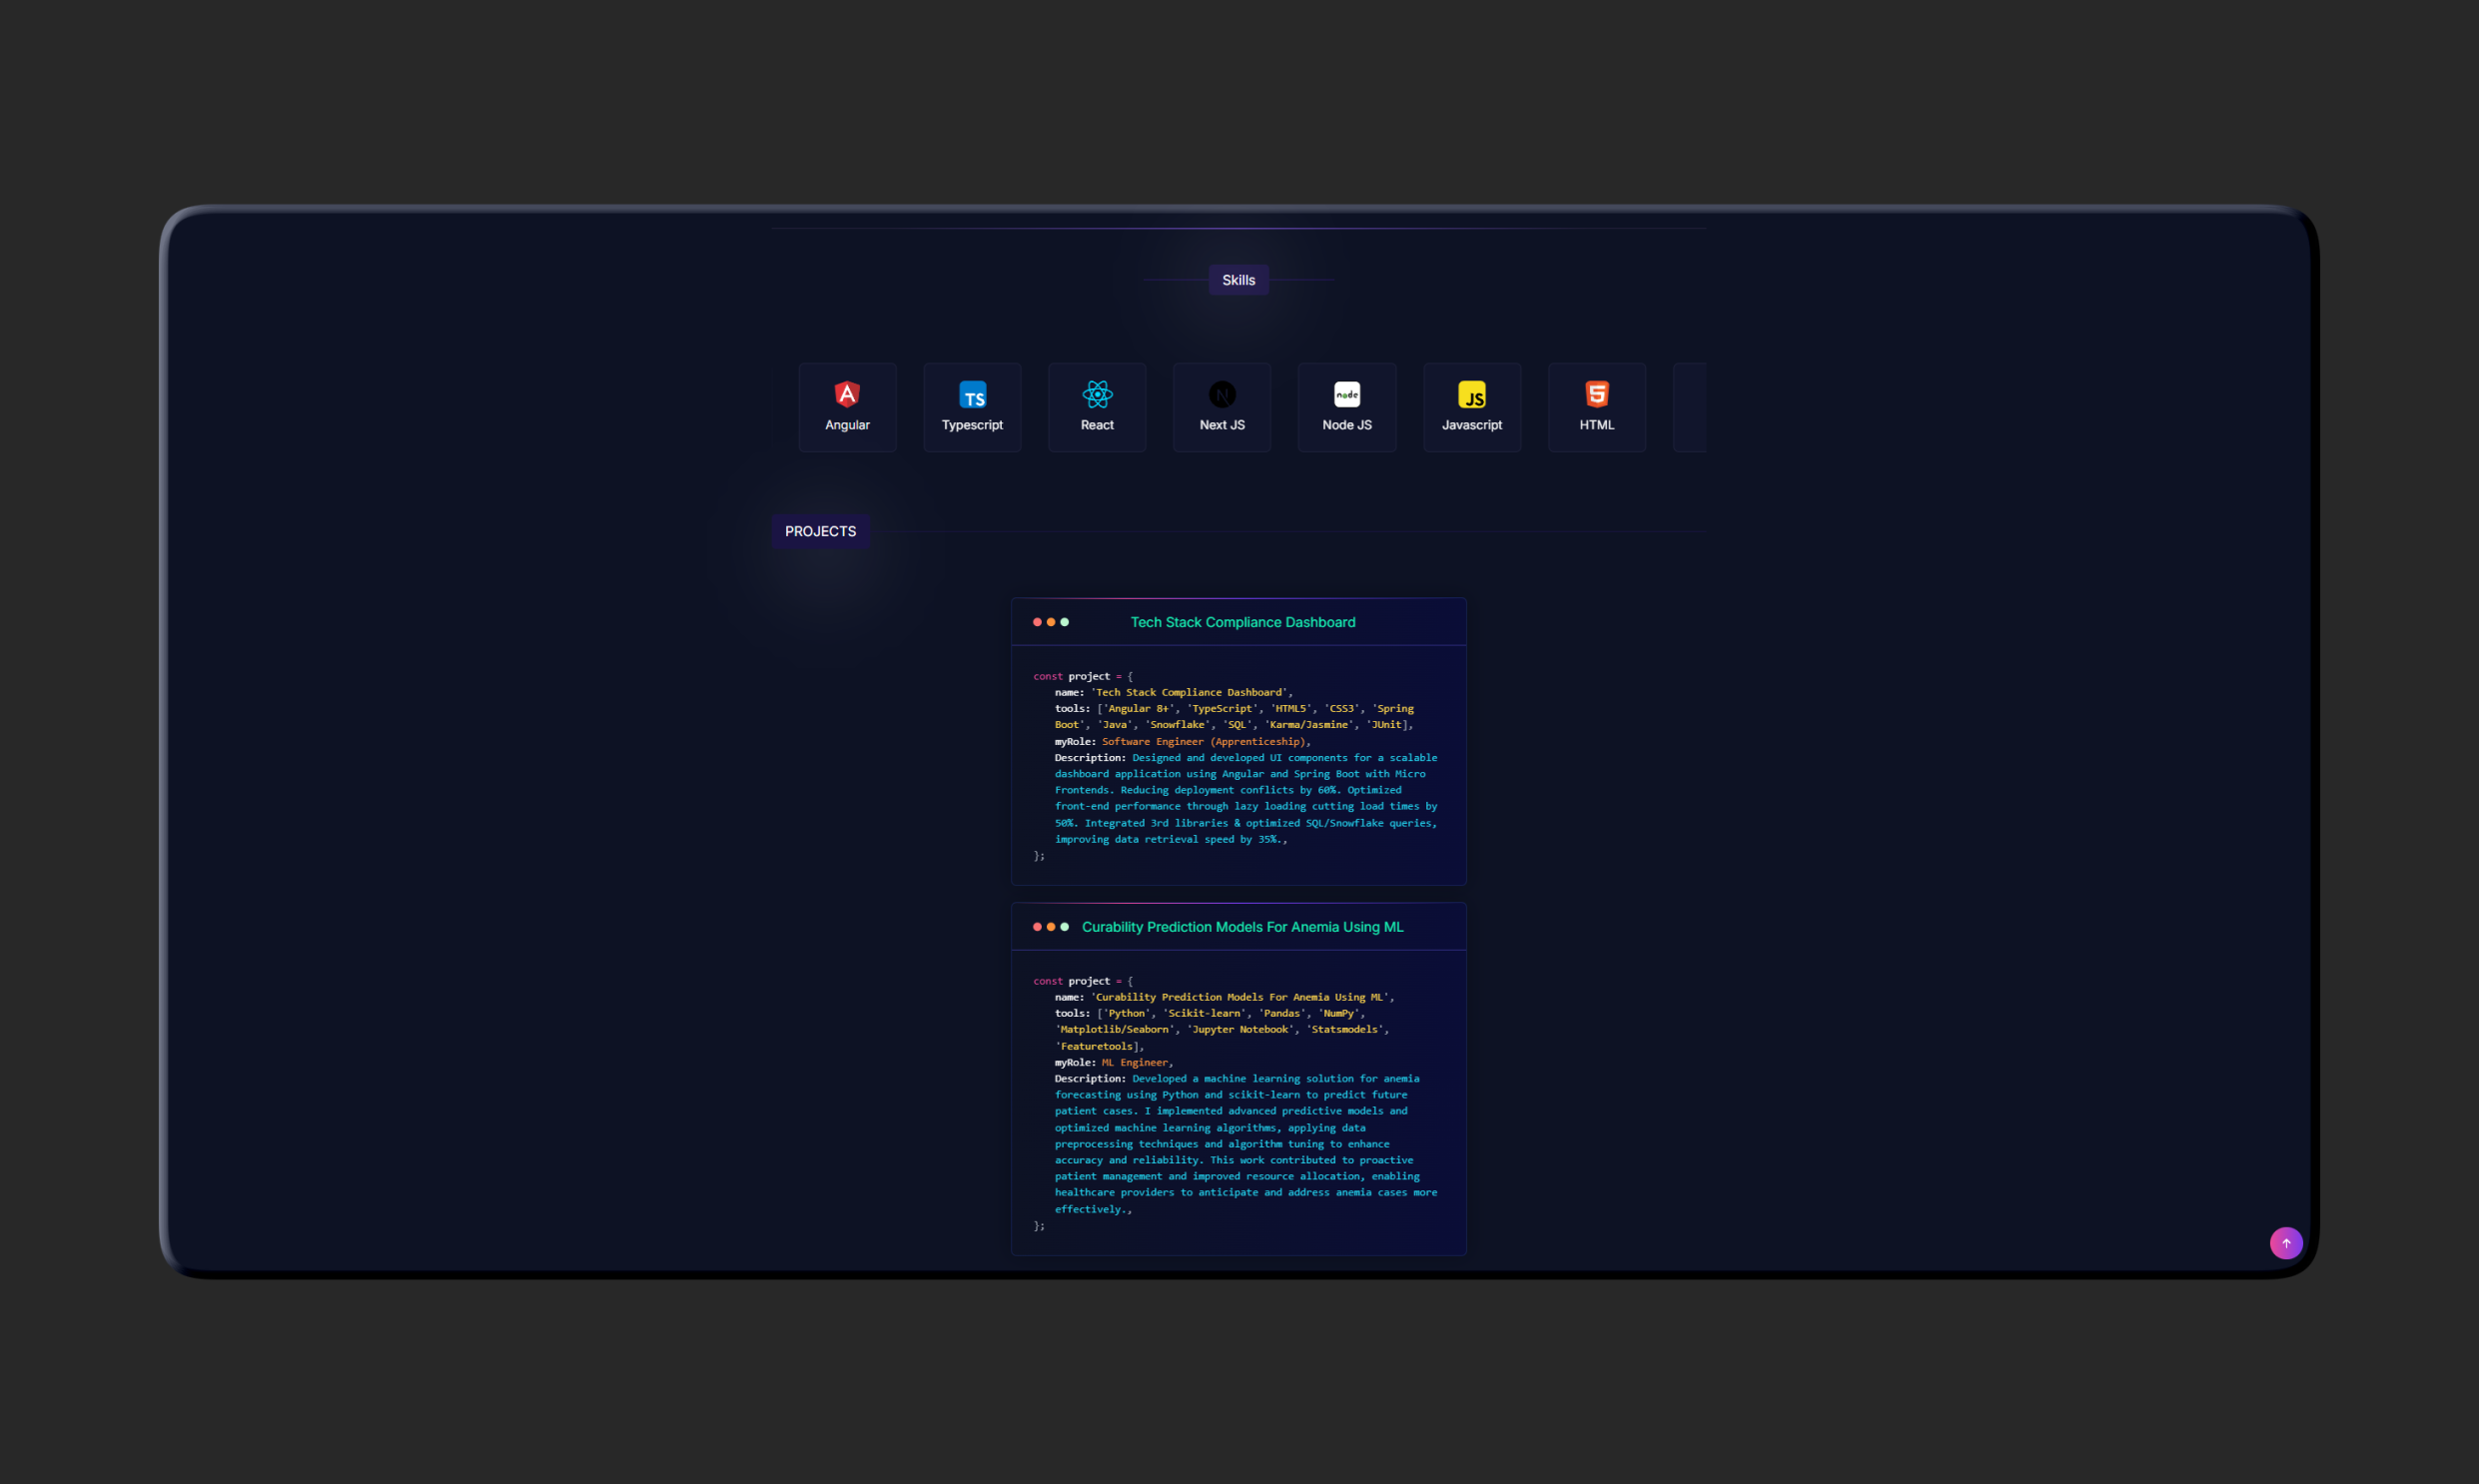 Skills
TS
N
node
JS
5
Angular
Typescript
React
Next JS
Node JS
Javascript
HTML
PROJECTS
Tech Stack Compliance Dashboard
const project = {
name: 'Tech Stack Compliance Dashboard',
tools: ['Angular 8+', 'TypeScript', 'HTML5', 'CSS3', 'Spring
Boot', 'Java', 'Snowflake', 'SQL', 'Karma/Jasmine', 'JUnit],
myRole: Software Engineer (Apprenticeship),
Description: Designed and developed UI components for a scalable
dashboard application using Angular and Spring Boot with Micro
Frontends. Reducing deployment conflicts by 60%. Optimized
front-end performance through lazy loading cutting load times by
50%. Integrated 3rd libraries & optimized SQL/Snowflake queries,
improving data retrieval speed by 35%.,
};
Curability Prediction Models For Anemia Using ML
const project = {
name: 'Curability Prediction Models For Anemia Using ML',
tools: ['Python', 'Scikit-learn', 'Pandas', 'NumPy',
'Matplotlib/Seaborn', 'Jupyter Notebook', 'Statsmodels',
'Featuretools],
myRole: ML Engineer,
Description: Developed a machine learning solution for anemia
forecasting using Python and scikit-learn to predict future
patient cases. I implemented advanced predictive models and
optimized machine learning algorithms, applying data
preprocessing techniques and algorithm tuning to enhance
accuracy and reliability. This work contributed to proactive
patient management and improved resource allocation, enabling
healthcare providers to anticipate and address anemia cases more
effectively.,
};